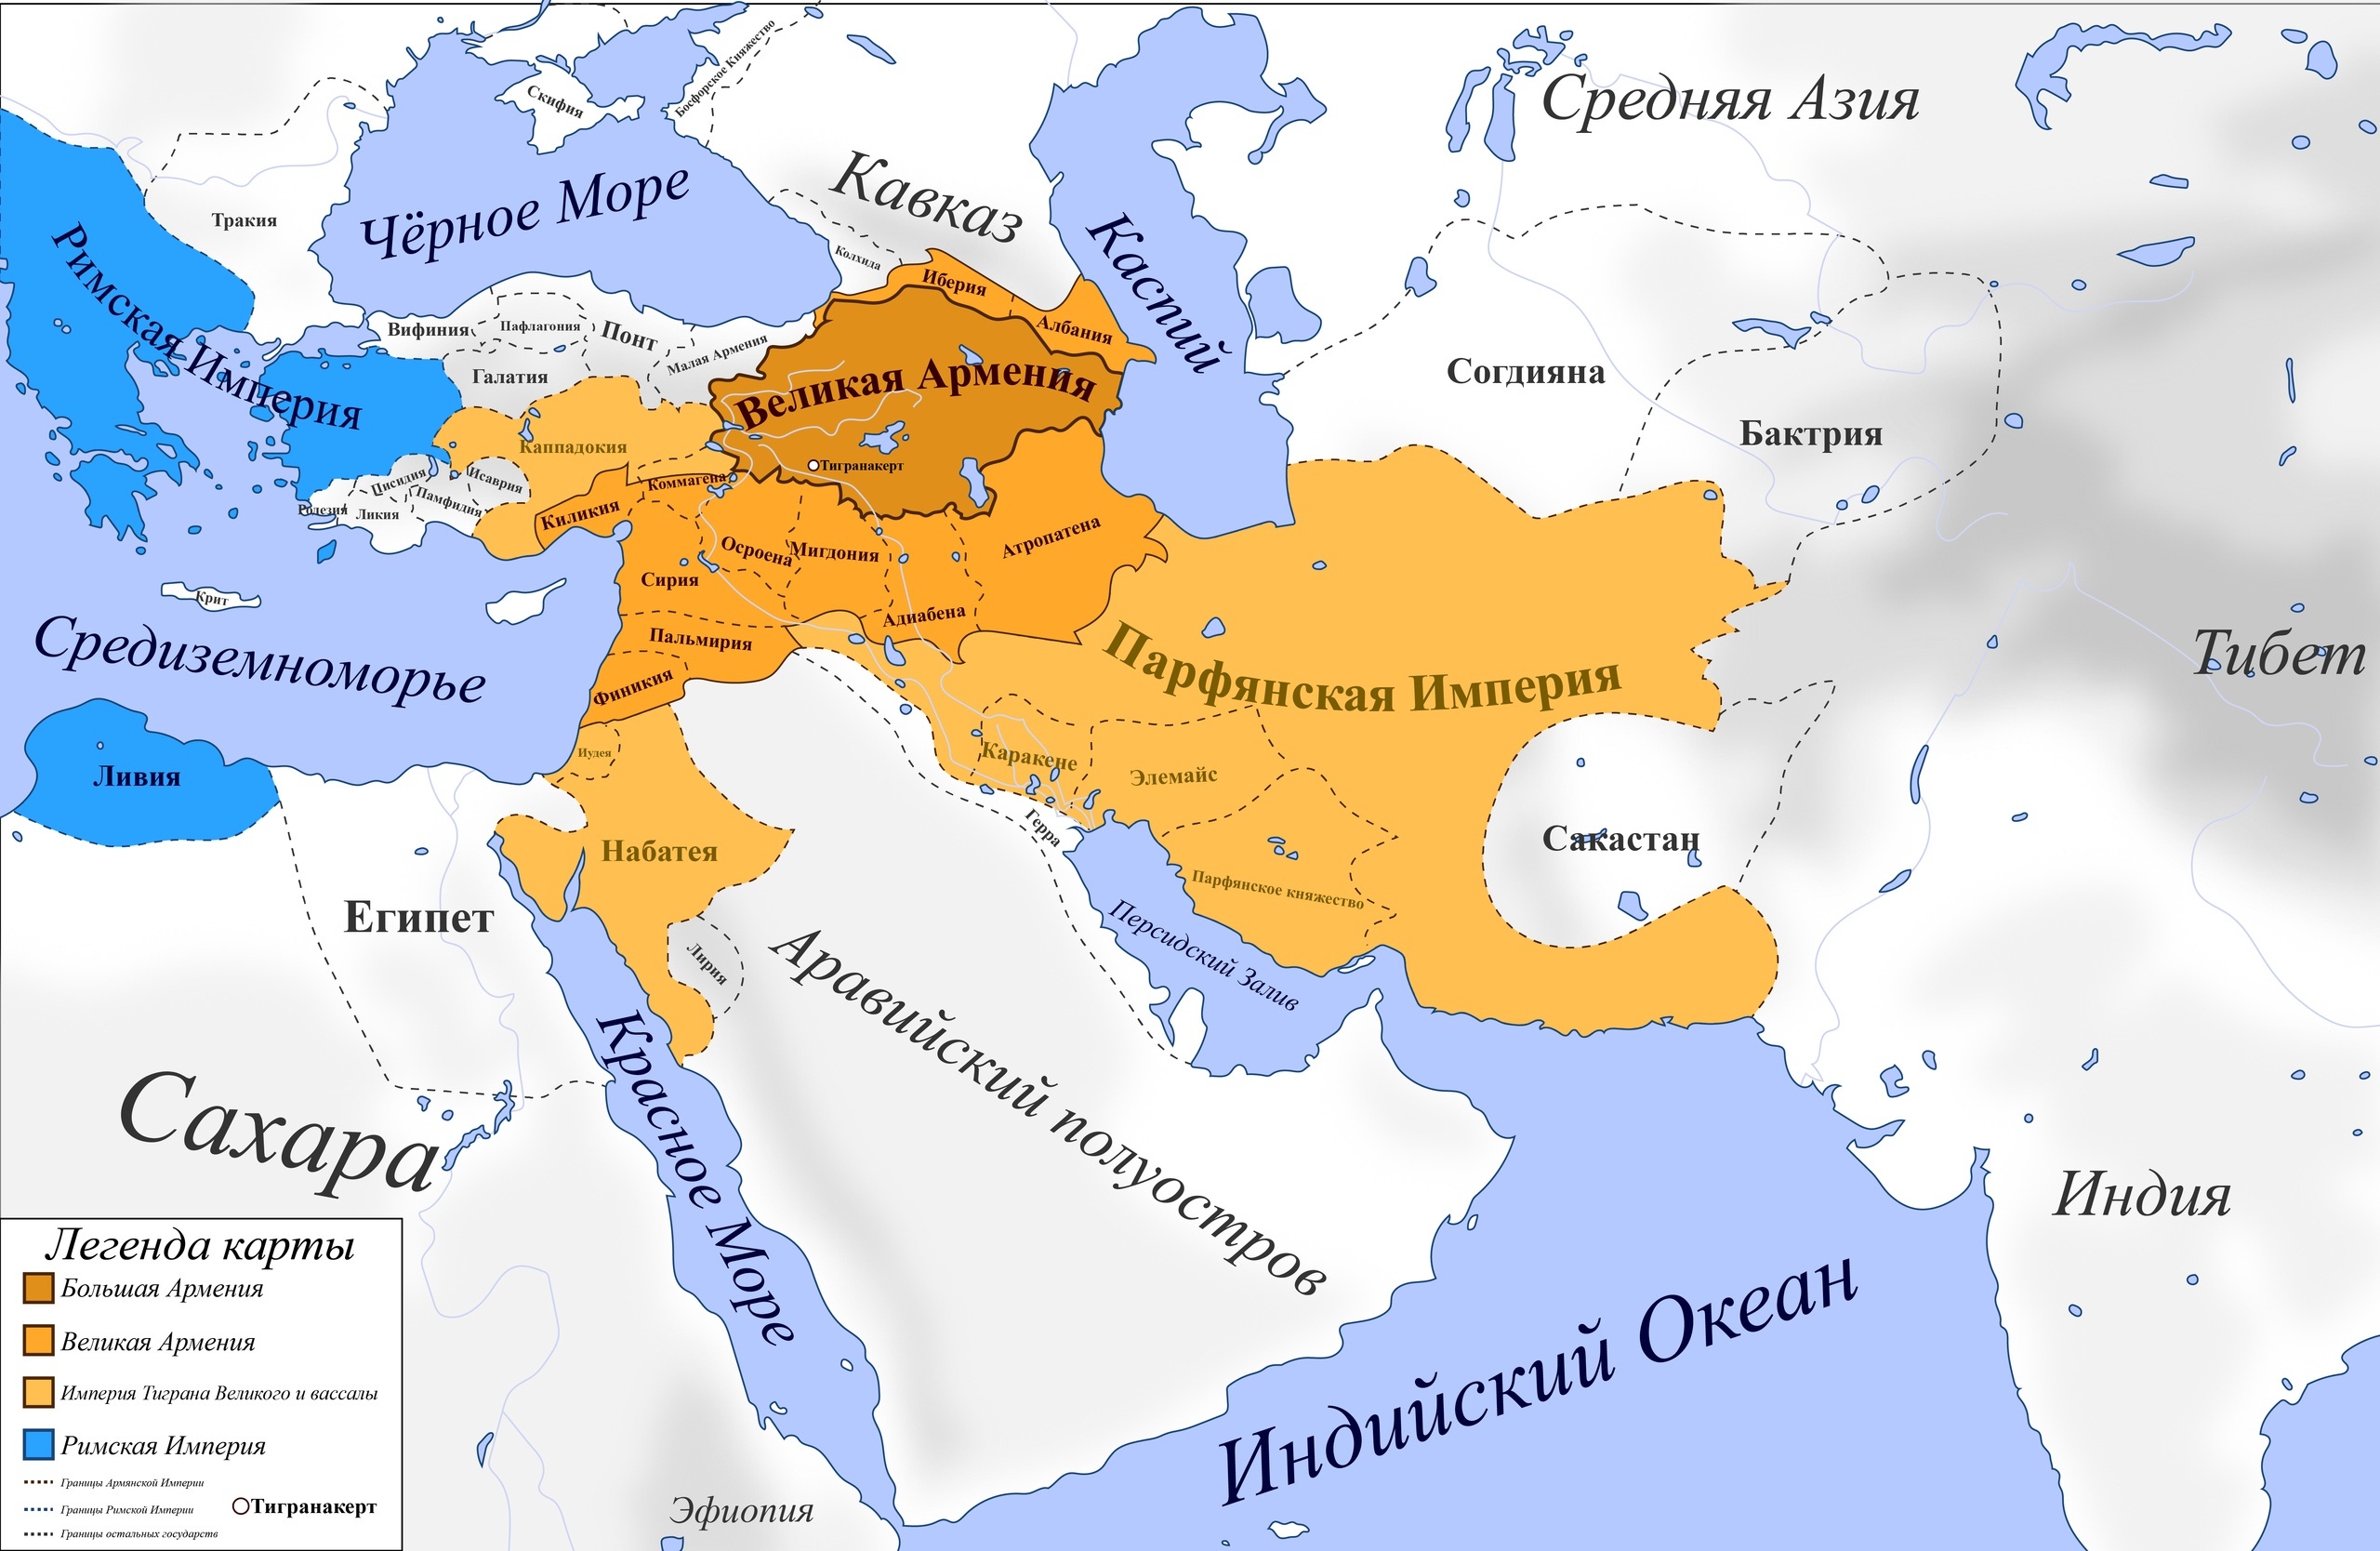 Скифия
Босфорское Княжество
Средняя Азия
Кавказ
Тракия
Чёрное Море
Колхида
Каспий
Римская Империя
Иберия
Албания
Вифиния
Пафлагония
Понт
Малая Армения
Галатия
Великая Армения
Согдияна
Бактрия
Каппадокия
Тигранакерт
Писидия
Исаврия
Памфидия
Родезия
Ликия
Киликия
Коммагена
Осроена
Мигдония
Атропатена
Сирия
Крит
Адиабена
Пальмирия
Средиземноморье
Финикия
Парфянская Империя
Тибет
Иудея
Каракене
Элемайс
Ливия
Герра
Сакастан
Набатея
Парфянское княжество
Египет
Лирия
Персидский Залив
Аравийский полуостров
Красное Море
Сахара
Индия
Индийский Океан
Эфиопия
Легенда карты
Большая Армения
Великая Армения
Империя Тиграна Великого и вассалы
Римская Империя
Границы Армянской Империи
Границы Римской Империи
Тигранакерт
Границы остальных государств